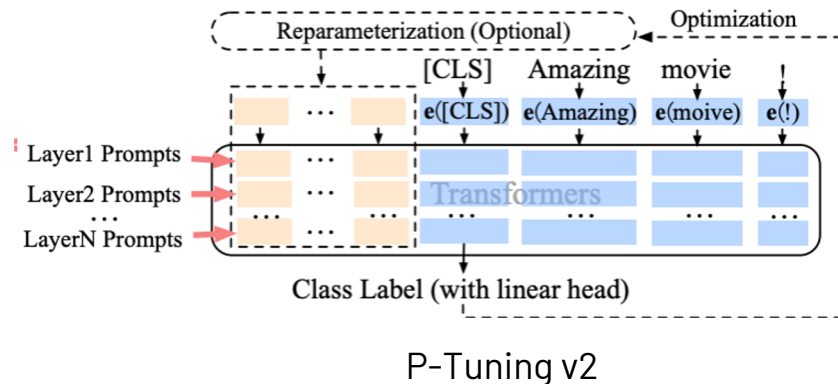 Reparameterization (Optional)
Optimization
[CLS] Amazing movie !
... e([CLS]) e(Amazing) e(moive) e(!)
Layer1 Prompts ...
Layer2 Prompts ... Transformers
... ... ... ... ... ... ...
LayerN Prompts ...
Class Label (with linear head)
P-Tuning v2